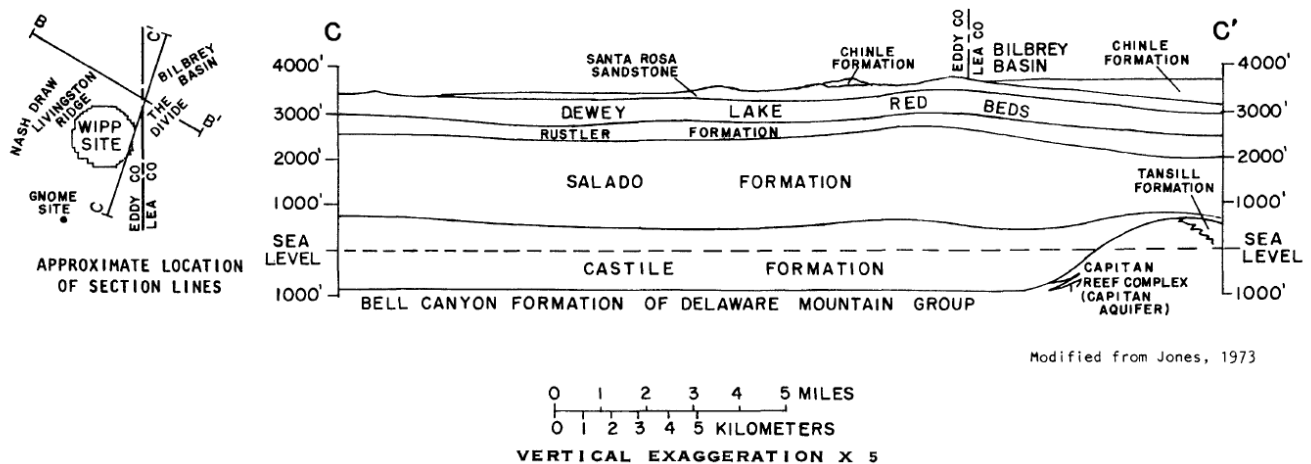 B
C'
BILBREY
BASIN
NASH DRAW
LIVINGSTON
RIDGE
THE
DIVIDE
WIPP
SITE
B'
GNOME
SITE
C
EDDY CO
LEA CO
APPROXIMATE LOCATION
OF SECTION LINES
C
C'
EDDY CO
LEA CO
BILBREY
BASIN
CHINLE
FORMATION
SANTA ROSA
SANDSTONE
CHINLE
FORMATION
4000'
3000'
2000'
1000'
SEA
LEVEL
1000'
4000'
3000'
2000'
1000'
SEA
LEVEL
1000'
DEWEY LAKE RED BEDS
RUSTLER FORMATION
SALADO FORMATION
TANSILL
FORMATION
CASTILE FORMATION
CAPITAN
REEF COMPLEX
(CAPITAN
AQUIFER)
BELL CANYON FORMATION OF DELAWARE MOUNTAIN GROUP
Modified from Jones, 1973
0 1 2 3 4 5 MILES
0 1 2 3 4 5 KILOMETERS
VERTICAL EXAGGERATION X 5